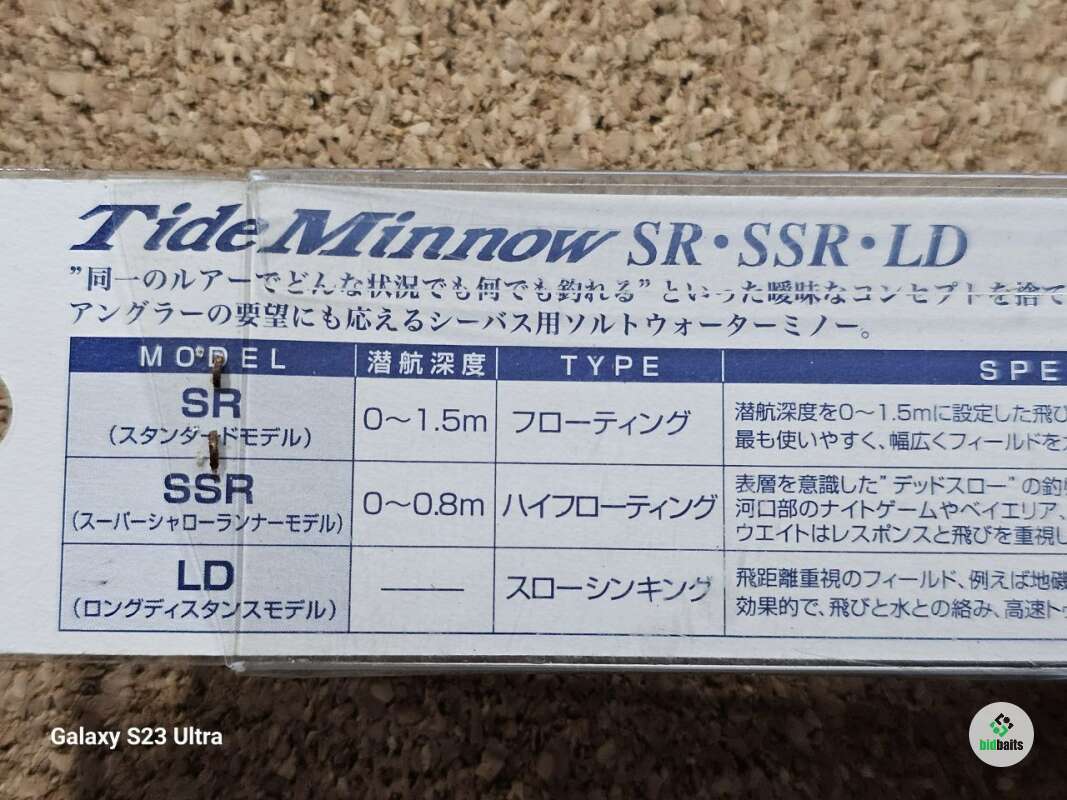 Tide Minnow SR・SSR・LD
"同一のルアーでどんな状況でも何でも釣れる"といった曖昧なコンセプトを捨て
アングラーの要望にも応えるシーバス用ソルトウォーターミノー。
MODEL 潜航深度 TYPE SPE
SR
(スタンダードモデル)
0〜1.5m フローティング
潜航深度を0〜1.5mに設定した飛び
最も使いやすく、幅広くフィールドを
SSR
(スーパーシャローランナーモデル)
0〜0.8m ハイフローティング
表層を意識した"デッドスロー"の釣
河口部のナイトゲームやベイエリア、
ウエイトはレスポンスと飛びを重視し
LD
(ロングディスタンスモデル)
―― スローシンキング
飛距離重視のフィールド、例えば地磯
効果的で、飛びと水との絡み、高速ト
Galaxy S23 Ultra
bidbaits